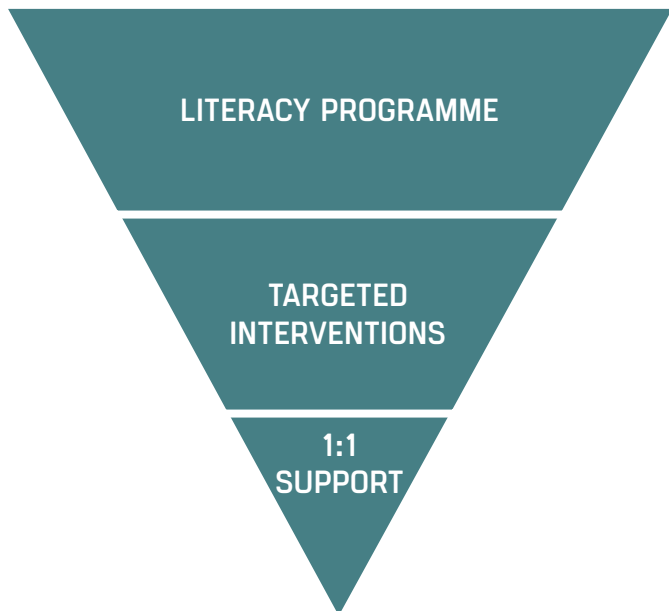 LITERACY PROGRAMME
TARGETED
INTERVENTIONS
1:1
SUPPORT